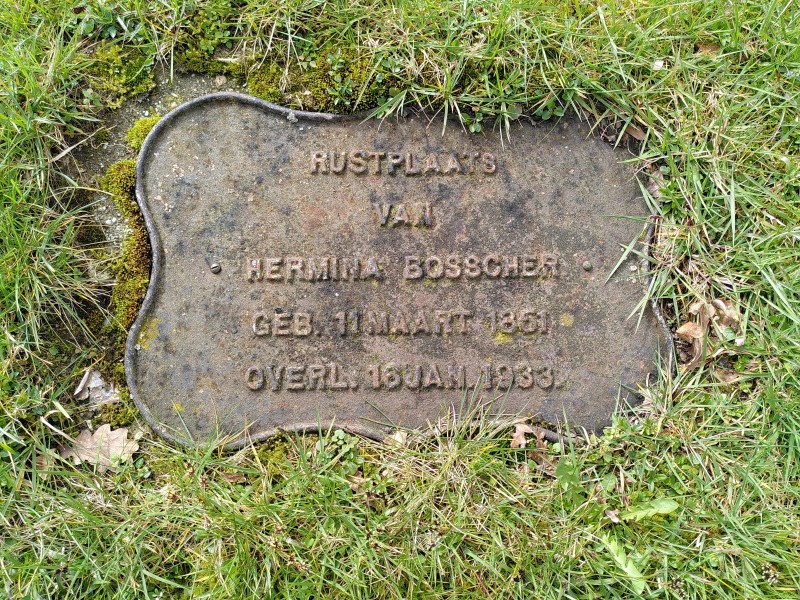 RUSTPLAATS
VAN
HERMINA BOSSCHER
GEB. 11 MAART 1851
OVERL. 16 JAN. 1933.